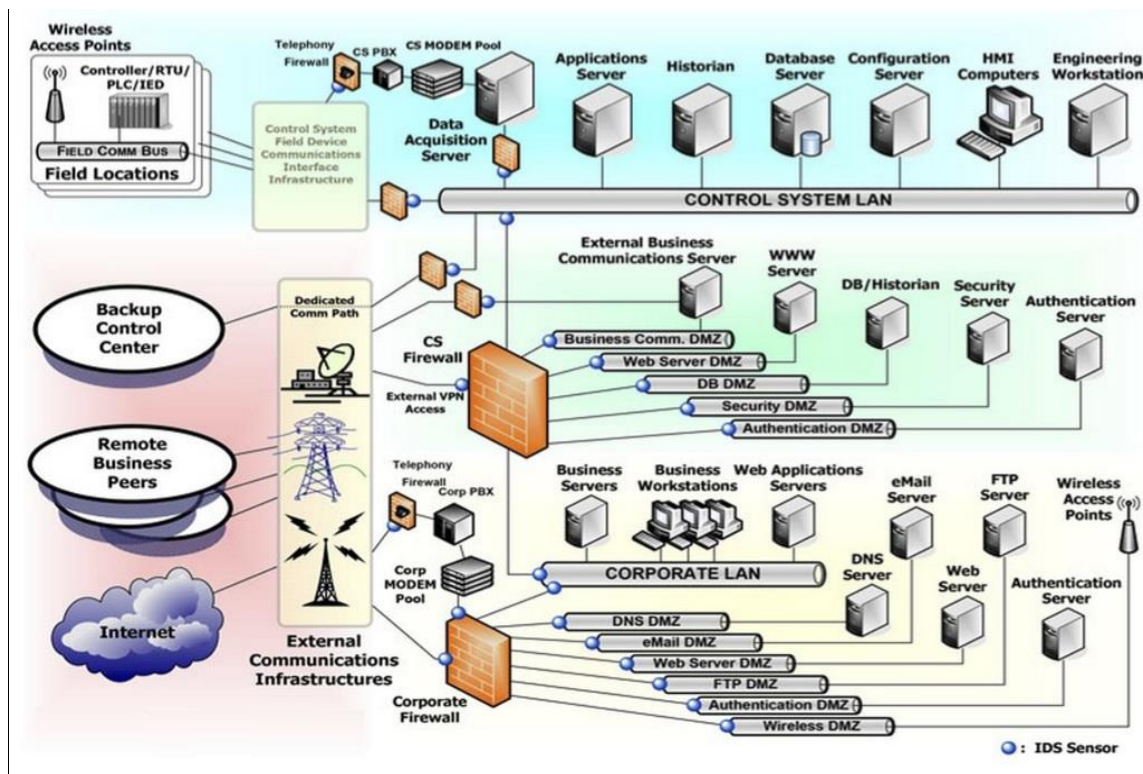 Wireless
Access Points
Controller/RTU/
PLC/IED
FIELD COMM BUS
Field Locations
Telephony
Firewall
CS PBX
CS MODEM Pool
Data
Acquisition
Server
Control System
Field Device
Communications
Interface
Infrastructure
Applications
Server
Historian
Database
Server
Configuration
Server
HMI
Computers
Engineering
Workstation
CONTROL SYSTEM LAN
Backup
Control
Center
Dedicated
Comm Path
CS
Firewall
External VPN
Access
External Business
Communications Server
WWW
Server
DB/Historian
Security
Server
Authentication
Server
Business Comm. DMZ
Web Server DMZ
DB DMZ
Security DMZ
Authentication DMZ
Remote
Business
Peers
Internet
External
Communications
Infrastructures
Telephony
Firewall
Corp PBX
Corp
MODEM
Pool
Corporate
Firewall
Business
Servers
Business
Workstations
Web Applications
Servers
eMail
Server
FTP
Server
Wireless
Access
Points
CORPORATE LAN
DNS
Server
Web
Server
Authentication
Server
DNS DMZ
eMail DMZ
Web Server DMZ
FTP DMZ
Authentication DMZ
Wireless DMZ
: IDS Sensor